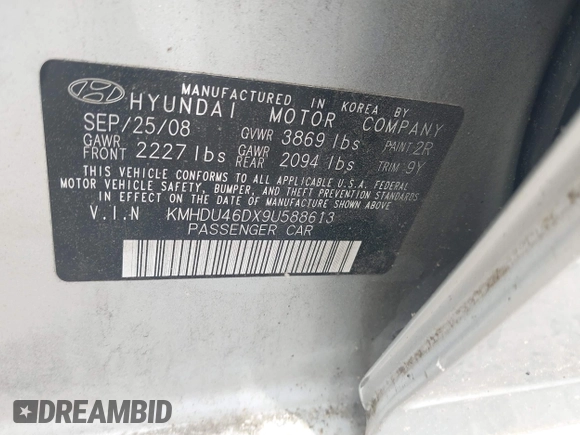 MANUFACTURED IN KOREA BY
HYUNDAI MOTOR COMPANY
SEP/25/08 GVWR 3869 lbs PAINT 2R
GAWR FRONT 2227 lbs GAWR REAR 2094 lbs TRIM 9Y
THIS VEHICLE CONFORMS TO ALL APPLICABLE U.S.A. FEDERAL
MOTOR VEHICLE SAFETY, BUMPER, AND THEFT PREVENTION STANDARDS
IN EFFECT ON THE DATE OF MANUFACTURE SHOWN ABOVE.
V.I.N KMHDU46DX9U588613
PASSENGER CAR
DREAMBID